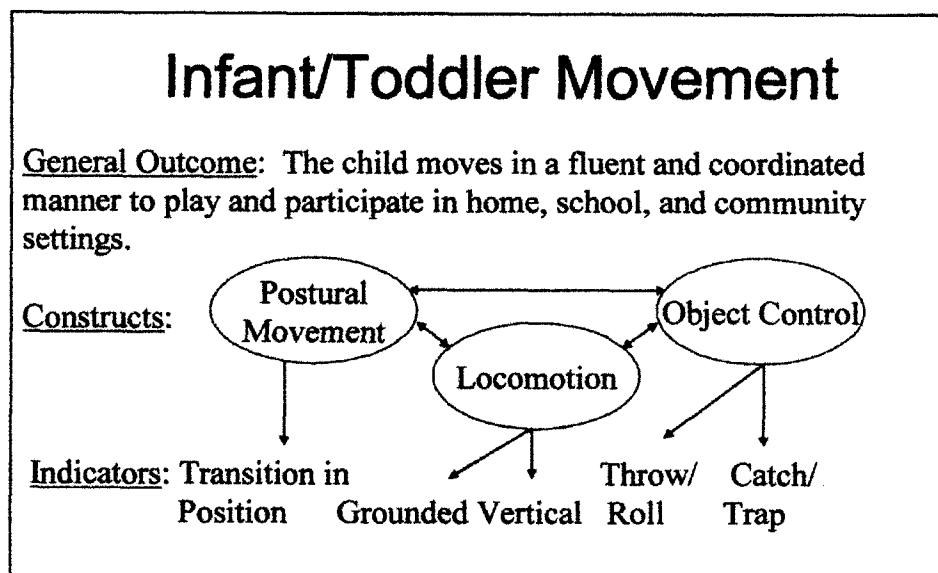 Infant/Toddler Movement
General Outcome: The child moves in a fluent and coordinated
manner to play and participate in home, school, and community
settings.
Constructs:
Postural
Movement
Locomotion
Object Control
Indicators:
Transition in
Position
Grounded
Vertical
Throw/
Roll
Catch/
Trap